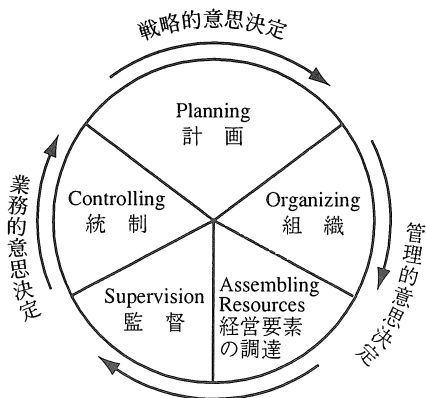 戦略的意思決定
Planning
計画
Organizing
組織
管理的意思決定
Assembling
Resources
経営要素
の調達
Supervision
監督
Controlling
統制
業務的意思決定